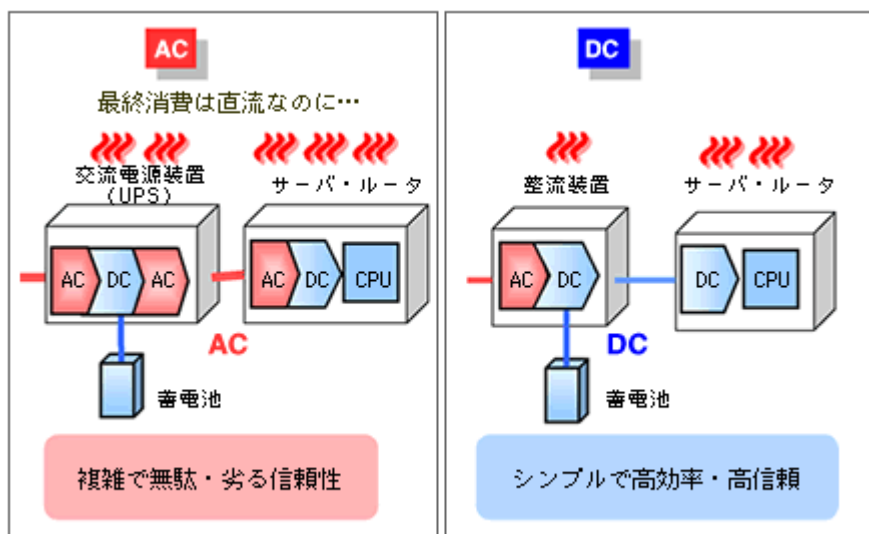 AC
最終消費は直流なのに…
交流電源装置
(UPS)
サーバ・ルータ
AC
DC
AC
AC
DC
CPU
AC
蓄電池
複雑で無駄・劣る信頼性
DC
整流装置
サーバ・ルータ
AC
DC
DC
CPU
DC
蓄電池
シンプルで高効率・高信頼